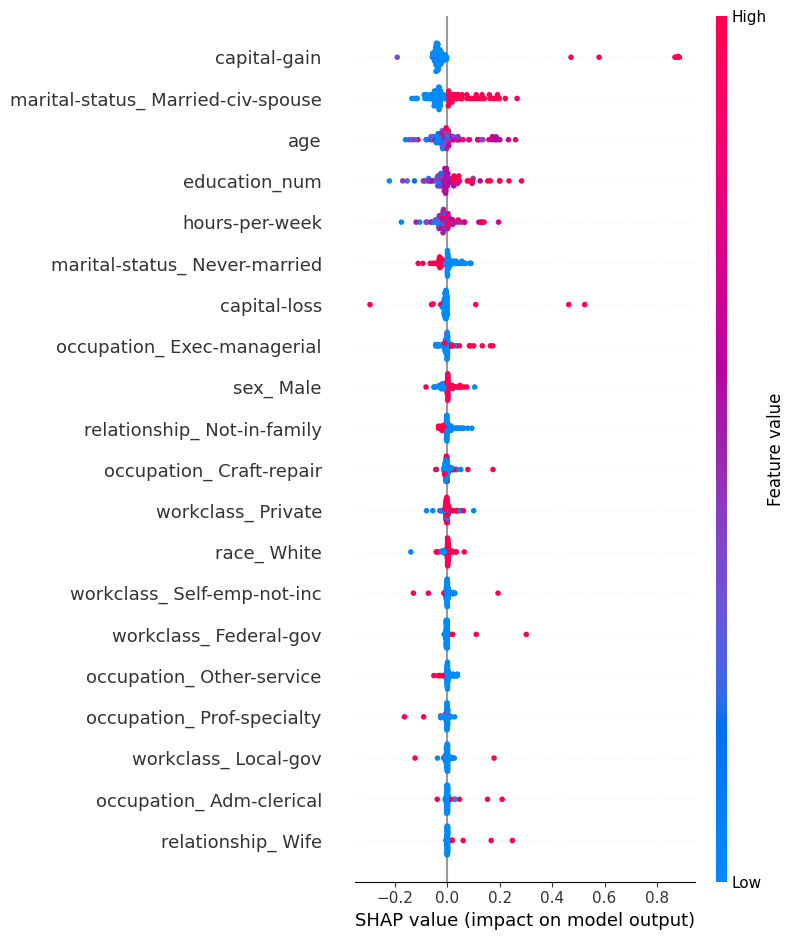 High
capital-gain
marital-status_ Married-civ-spouse
age
education_num
hours-per-week
marital-status_ Never-married
capital-loss
occupation_ Exec-managerial
sex_ Male
relationship_ Not-in-family
occupation_ Craft-repair
workclass_ Private
race_ White
workclass_ Self-emp-not-inc
workclass_ Federal-gov
occupation_ Other-service
occupation_ Prof-specialty
workclass_ Local-gov
occupation_ Adm-clerical
relationship_ Wife
Feature value
Low
−0.2 0.0 0.2 0.4 0.6 0.8
SHAP value (impact on model output)